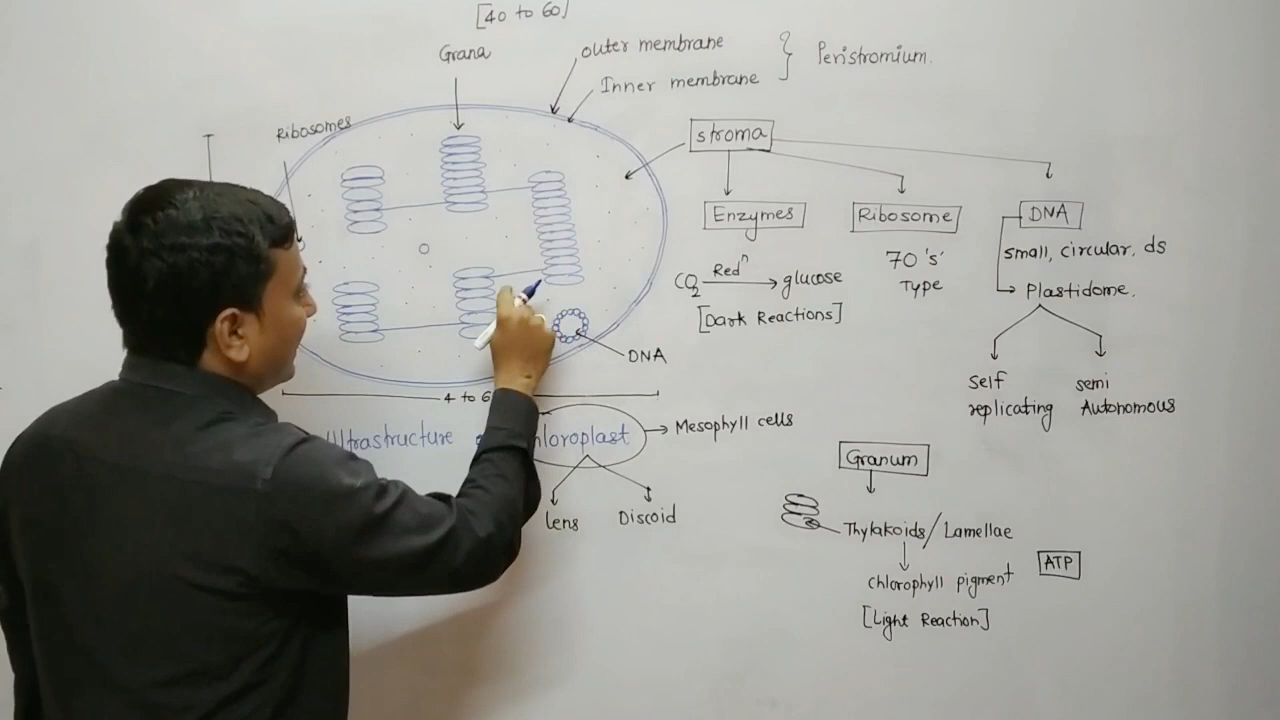 [40 to 60]
Grana
outer membrane
Inner membrane
Peristromium.
Ribosomes
stroma
Enzymes
Ribosome
DNA
CO2 Redn glucose
[Dark Reactions]
70 's'
Type
small, circular, ds
Plastidome.
self
replicating
semi
Autonomous
DNA
4 to 6
ltrastructure
hloroplast
Mesophyll cells
lens
Discoid
Granum
Thylakoids/Lamellae
chlorophyll pigment
[Light Reaction]
ATP